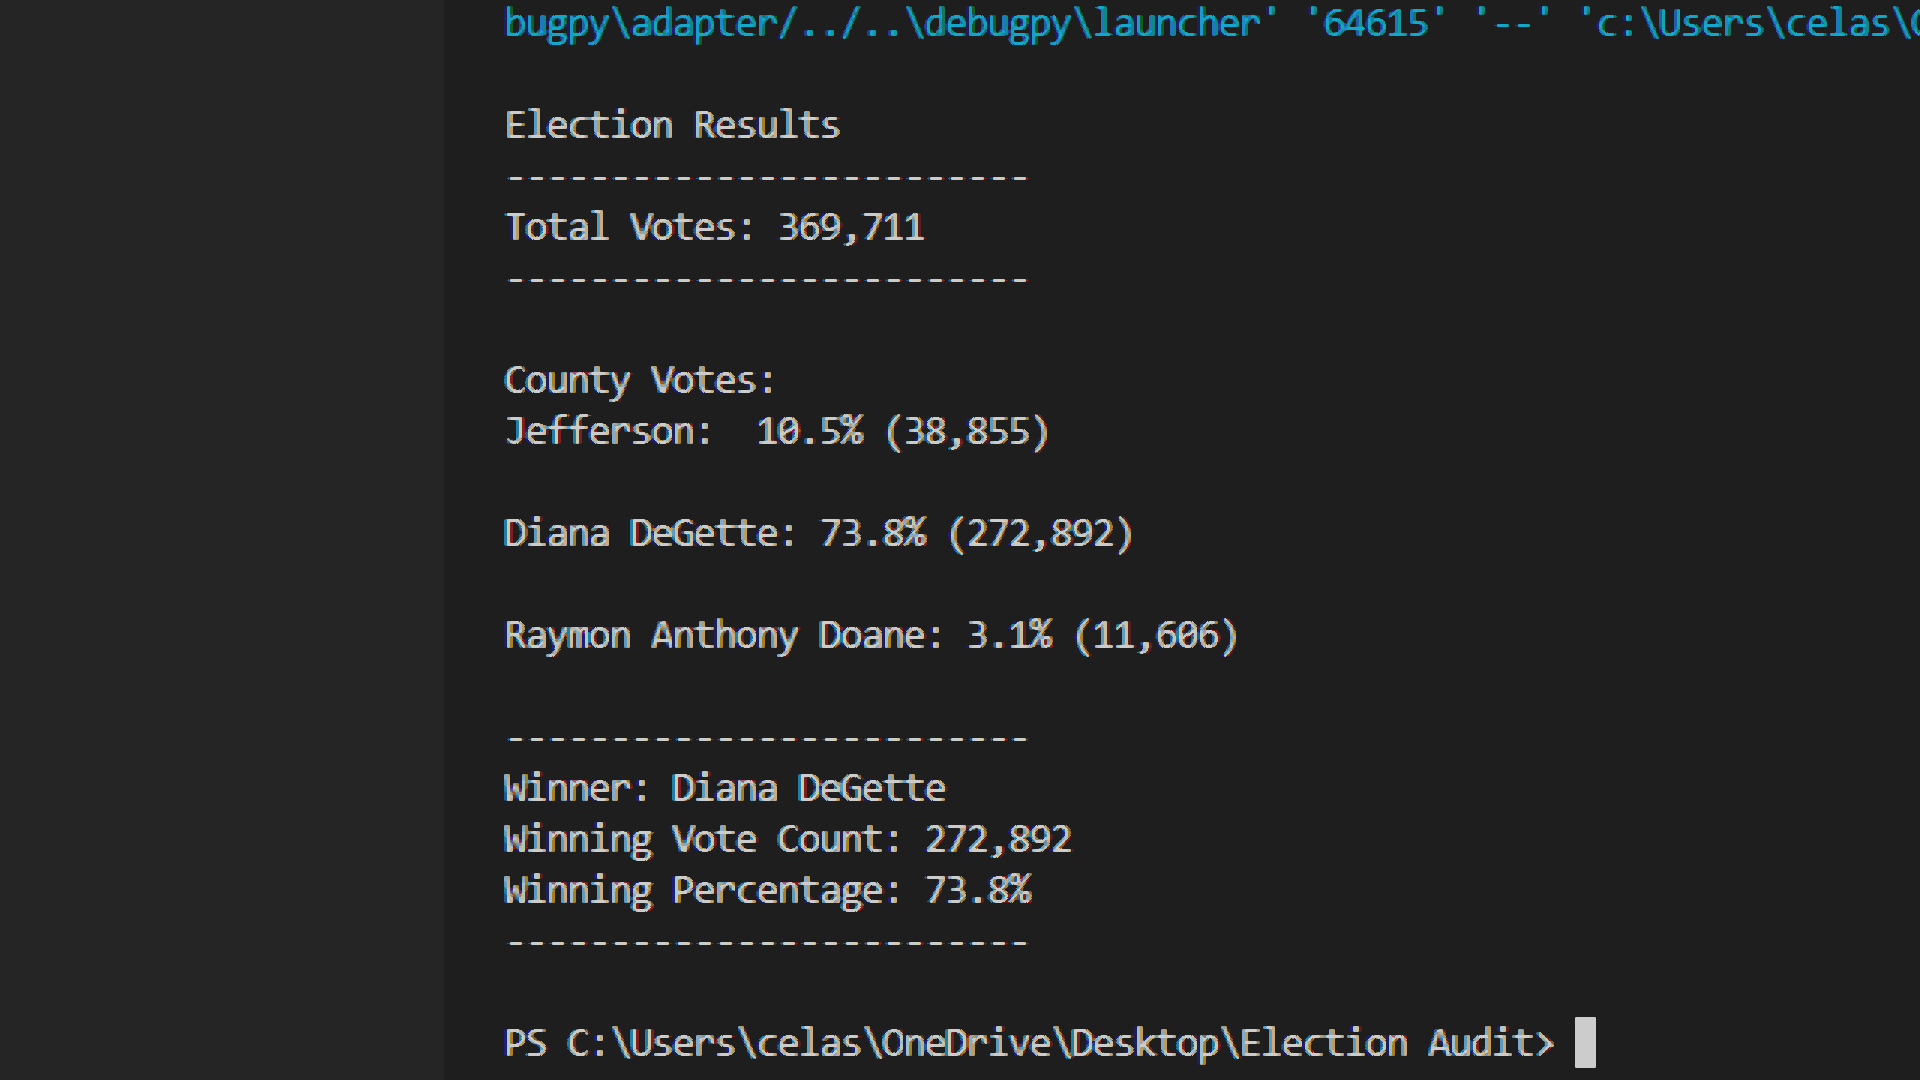 bugpy\adapter/../..\debugpy\launcher' '64615' '--' 'c:\Users\celas\
Election Results
-------------------------
Total Votes: 369,711
-------------------------
County Votes:
Jefferson:  10.5% (38,855)
Diana DeGette: 73.8% (272,892)
Raymon Anthony Doane: 3.1% (11,606)
-------------------------
Winner: Diana DeGette
Winning Vote Count: 272,892
Winning Percentage: 73.8%
-------------------------
PS C:\Users\celas\OneDrive\Desktop\Election Audit>